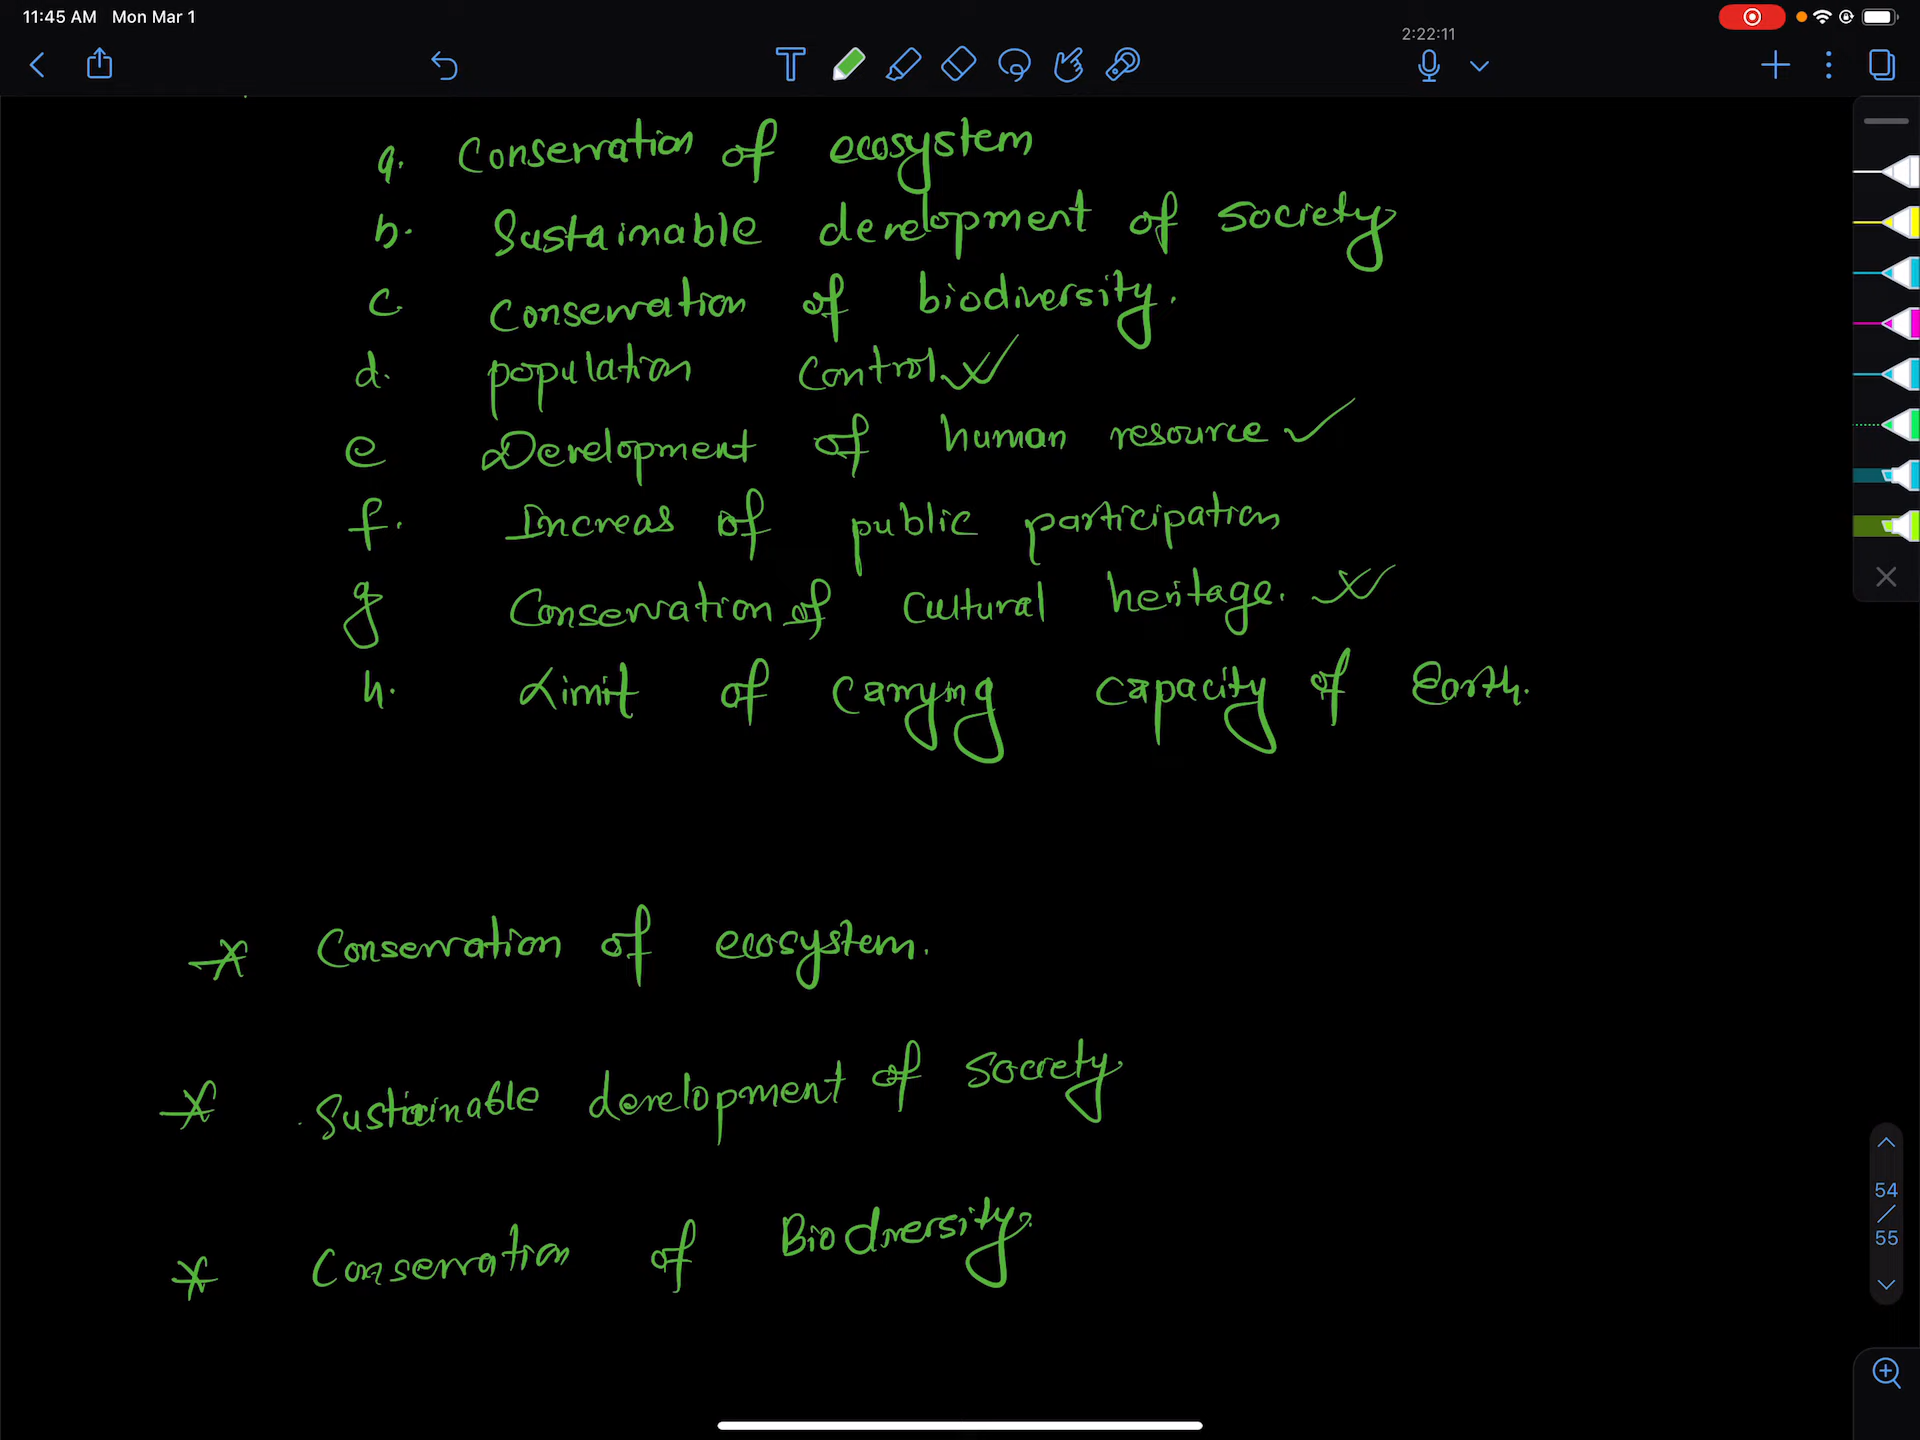 11:45 AM Mon Mar 1
2:22:11
a. Conservation of ecosystem
b. Sustainable development of society
c. Conservation of biodiversity.
d. population control
e Development of human resource
f. Increas of public participation
g Conservation of cultural heritage.
h. Limit of carrying capacity of Earth.
* Conservation of ecosystem.
* Sustainable development of society
* Conservation of Biodiversity.
54
/
55